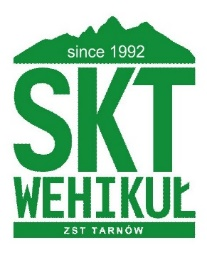 since 1992
SKT
WEHIKUŁ
ZST TARNÓW